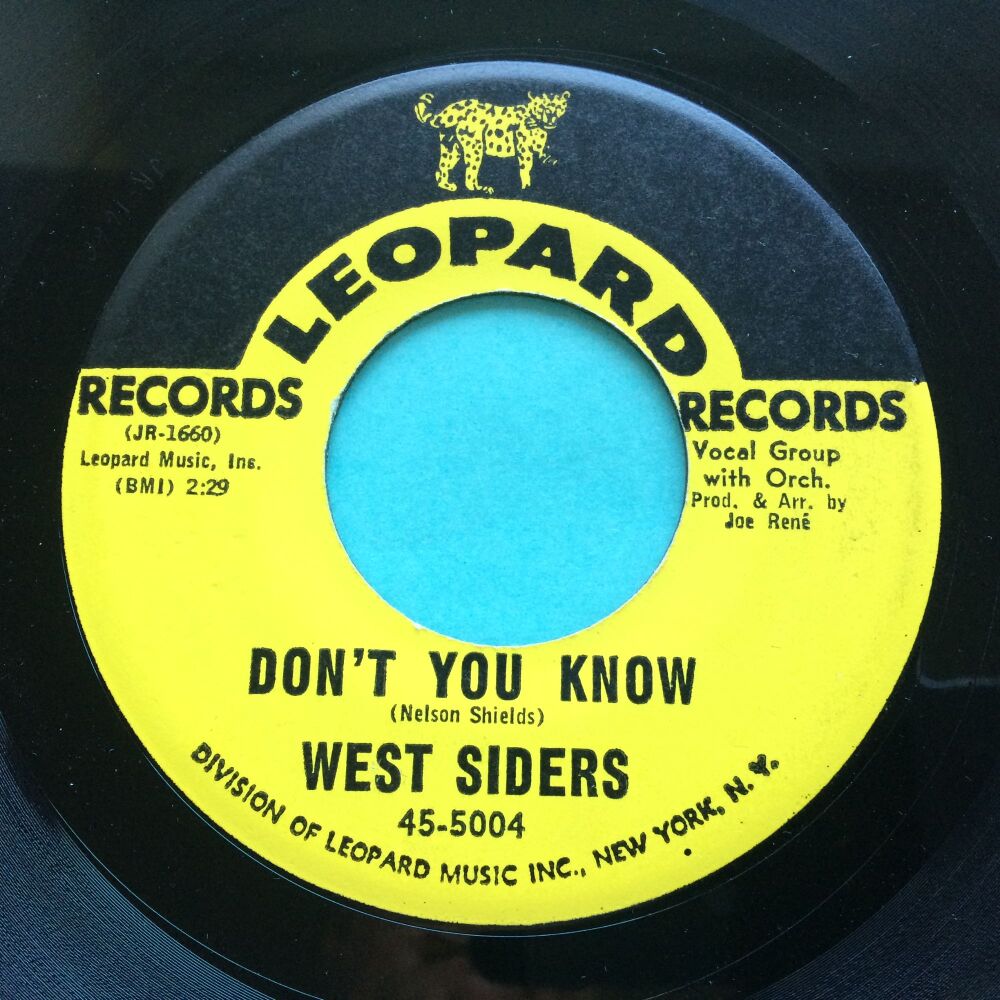 LEOPARD
RECORDS
(JR-1660)
Leopard Music, Inc.
(BMI) 2:29
RECORDS
Vocal Group
with Orch.
Prod. & Arr. by
Joe René
DON'T YOU KNOW
(Nelson Shields)
WEST SIDERS
45-5004
DIVISION OF LEOPARD MUSIC INC., NEW YORK, N. Y.